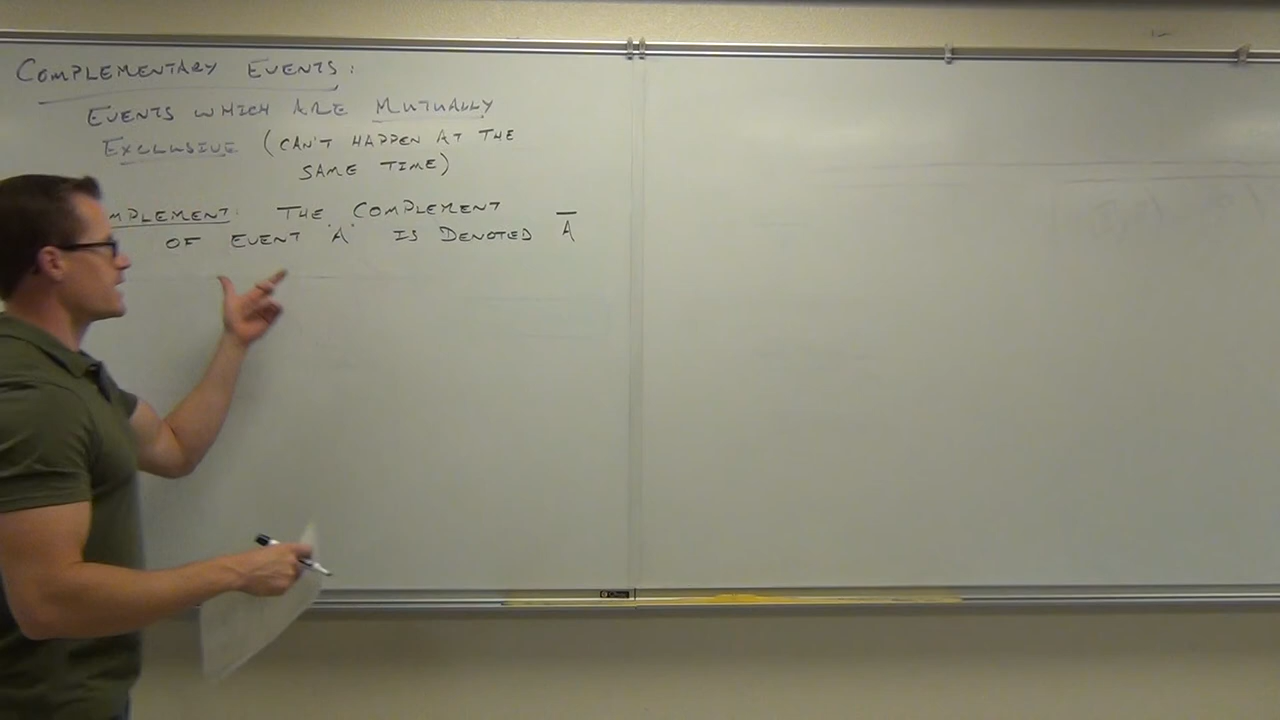 COMPLEMENTARY EVENTS:
EVENTS WHICH ARE MUTUALLY
EXCLUSIVE (CAN'T HAPPEN AT THE
SAME TIME)
MPLEMENT: THE COMPLEMENT
OF EVENT "A" IS DENOTED A̅